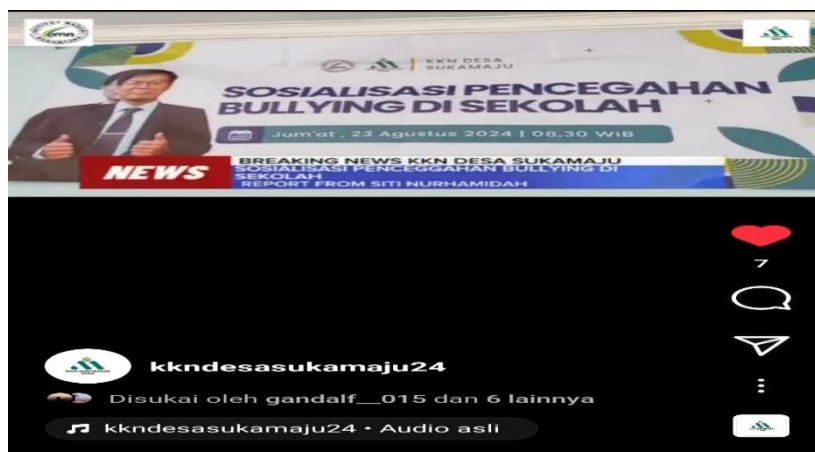 KKN DESA
SUKAMAJU
SOSIALISASI PENCEGAHAN
BULLYING DI SEKOLAH
Jum'at , 23 Agustus 2024 | 08.30 WIB
NEWS
BREAKING NEWS KKN DESA SUKAMAJU
SOSIALISASI PENCEGGAHAN BULLYING DI
SEKOLAH
REPORT FROM SITI NURHAMIDAH
7
kkndesasukamaju24
Disukai oleh gandalf__015 dan 6 lainnya
kkndesasukamaju24 • Audio asli